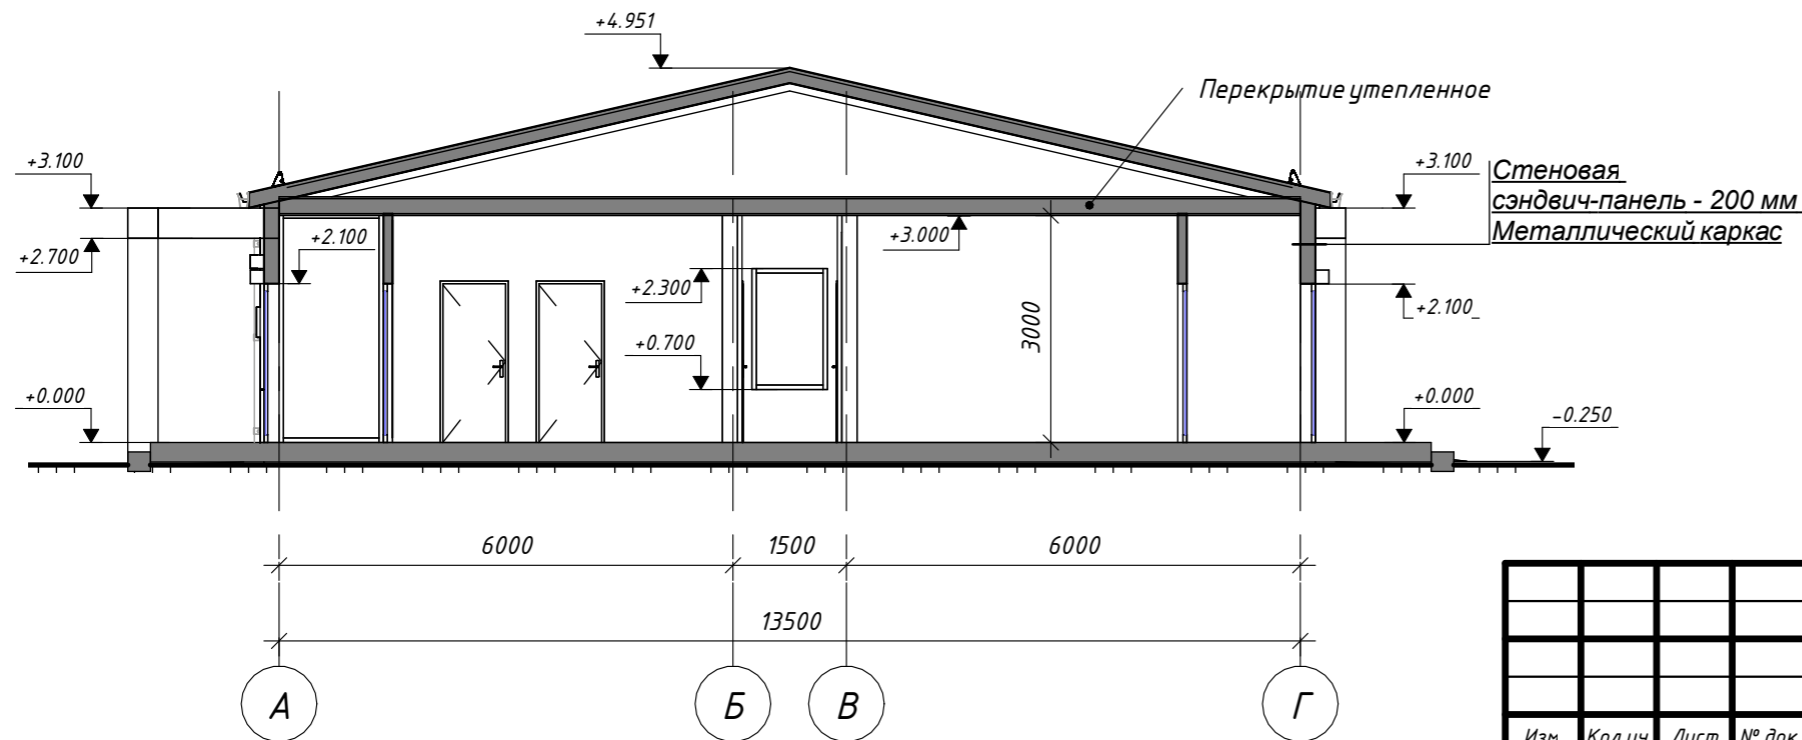 +4.951
Перекрытие утепленное
+3.100
+3.100
Стеновая
сэндвич-панель - 200 мм
Металлический каркас
+2.700
+2.100
+3.000
+2.300
+2.100
3000
+0.700
+0.000
+0.000
-0.250
6000
1500
6000
13500
А
Б
В
Г
Изм. Кол.уч Лист № док